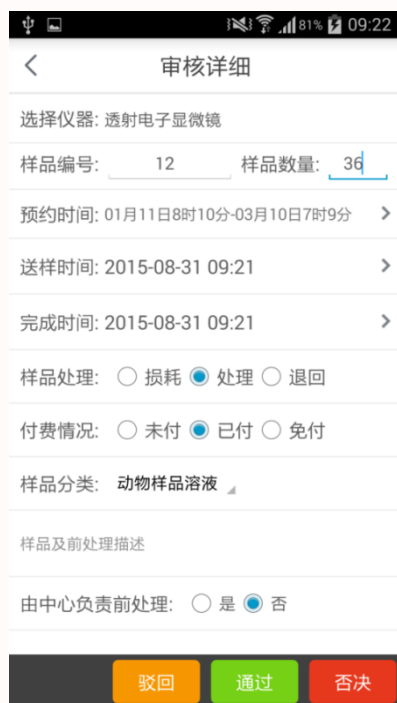 81% 09:22
审核详细
选择仪器: 透射电子显微镜
样品编号: 12 样品数量: 36
预约时间: 01月11日8时10分-03月10日7时9分
送样时间: 2015-08-31 09:21
完成时间: 2015-08-31 09:21
样品处理: 损耗 处理 退回
付费情况: 未付 已付 免付
样品分类: 动物样品溶液
样品及前处理描述
由中心负责前处理: 是 否
驳回 通过 否决